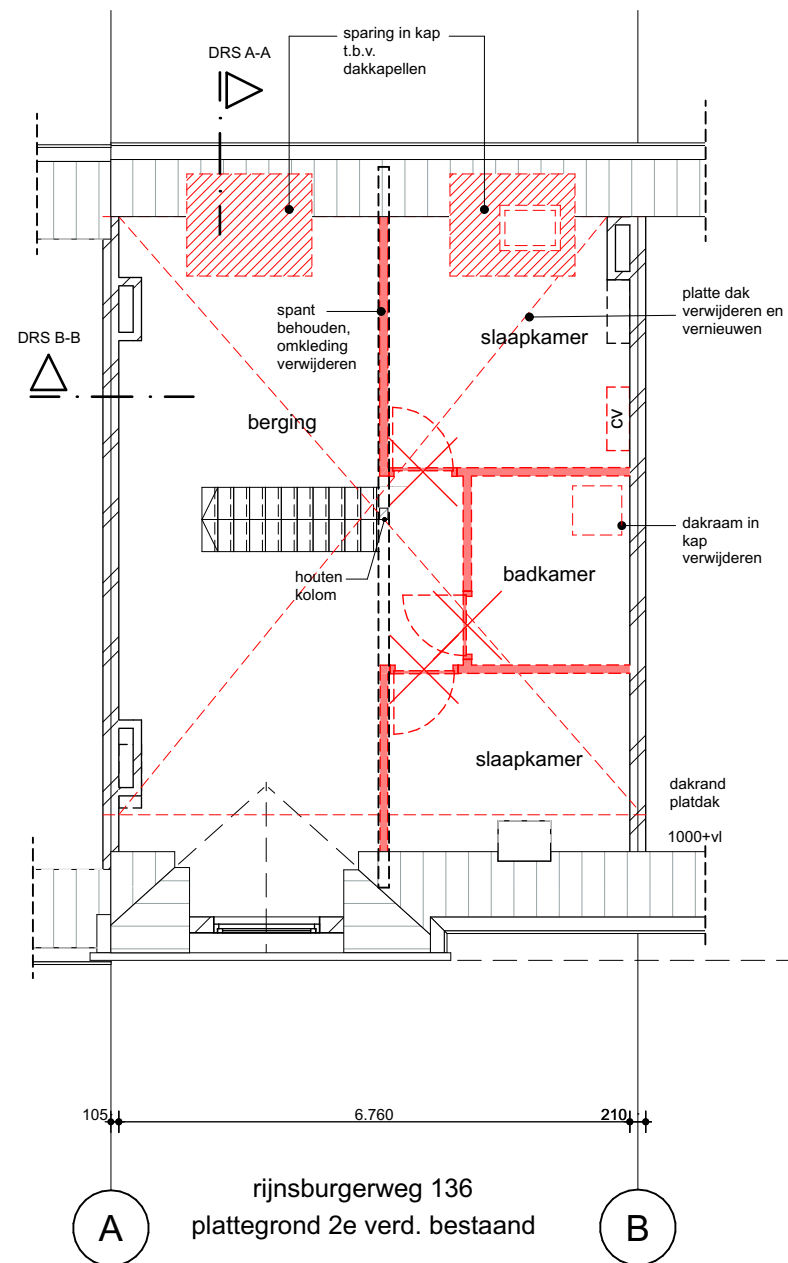 sparing in kap
t.b.v.
dakkapellen
DRS A-A
spant
behouden,
omkleding
verwijderen
slaapkamer
platte dak
verwijderen en
vernieuwen
DRS B-B
berging
cv
dakraam in
kap
verwijderen
houten
kolom
badkamer
slaapkamer
dakrand
platdak
1000+vl
105
6.760
210
A
rijnsburgerweg 136
plattegrond 2e verd. bestaand
B